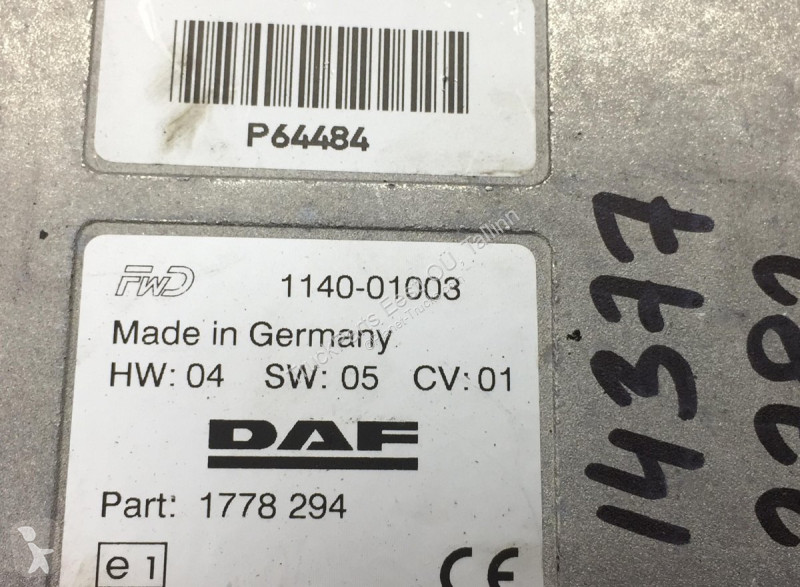 P64484
FWD 1140-01003
Made in Germany
HW: 04 SW: 05 CV: 01
DAF
Part: 1778 294
e 1
CE
14377